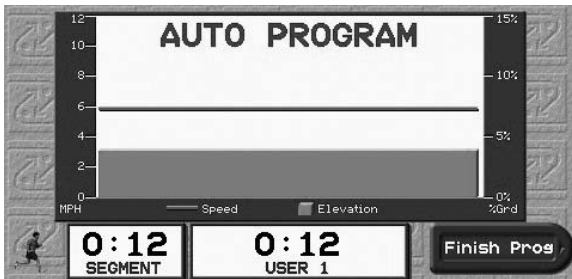 AUTO PROGRAM
12
10
8
6
4
2
0
15%
10%
5%
0%
MPH
Speed
Elevation
%Grd
0:12
SEGMENT
0:12
USER 1
Finish Prog